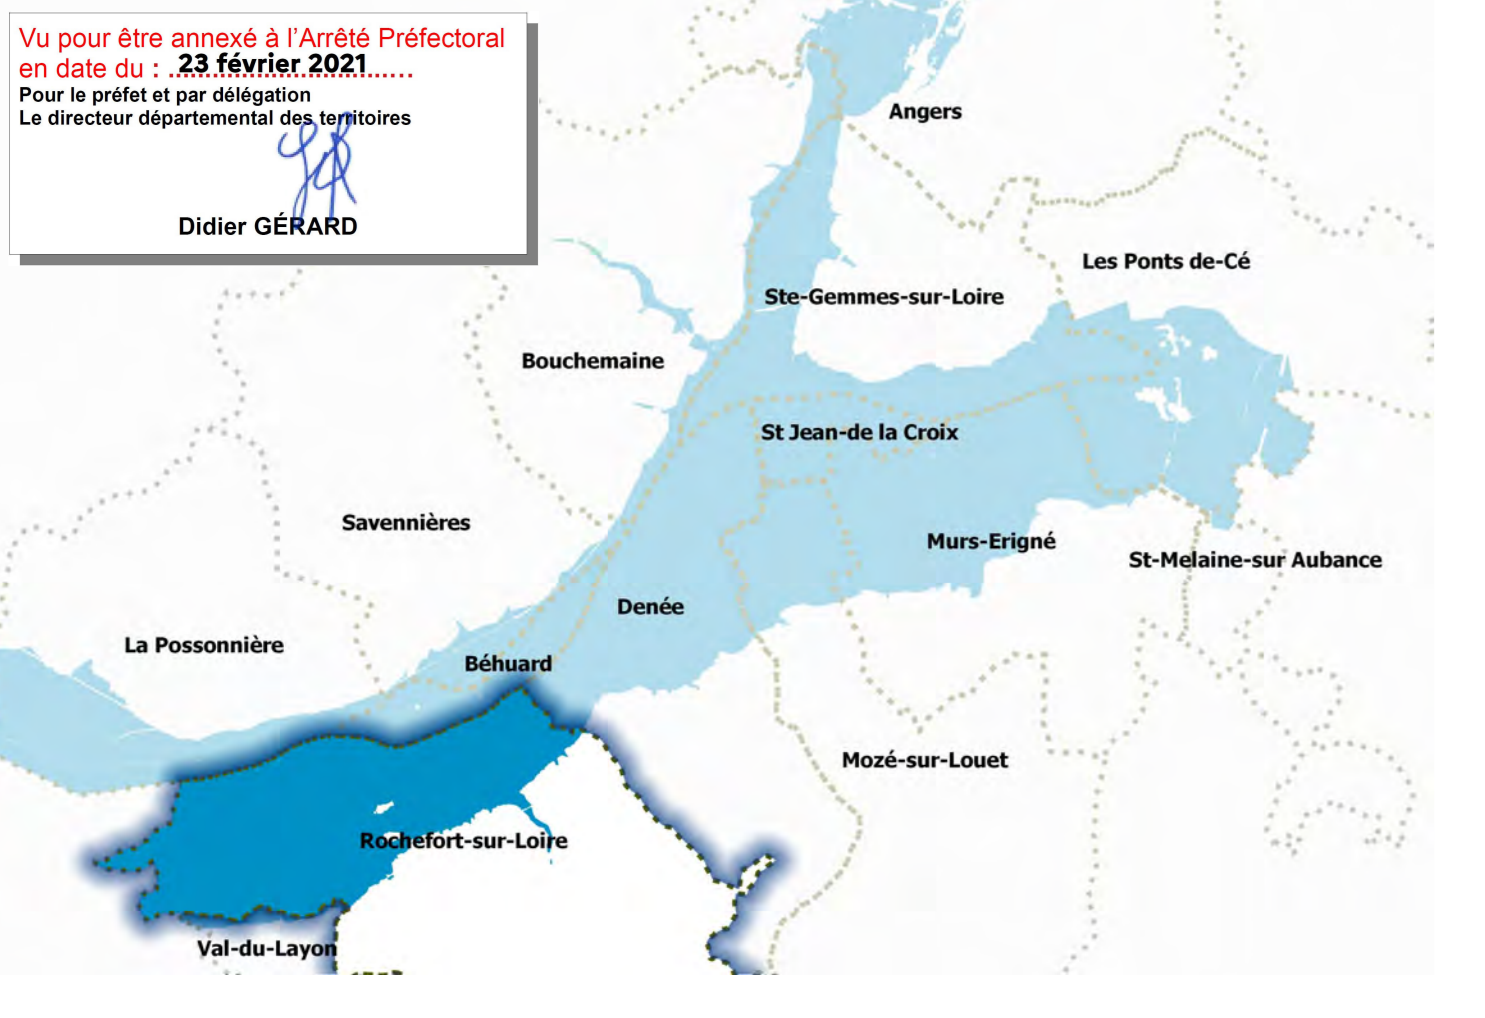 Vu pour être annexé à l'Arrêté Préfectoral
en date du : 23 février 2021
Pour le préfet et par délégation
Le directeur départemental des territoires
Didier GÉRARD
Angers
Les Ponts de-Cé
Ste-Gemmes-sur-Loire
Bouchemaine
St Jean-de la Croix
Savennières
Murs-Erigné
St-Melaine-sur Aubance
Denée
La Possonnière
Béhuard
Mozé-sur-Louet
Rochefort-sur-Loire
Val-du-Layon